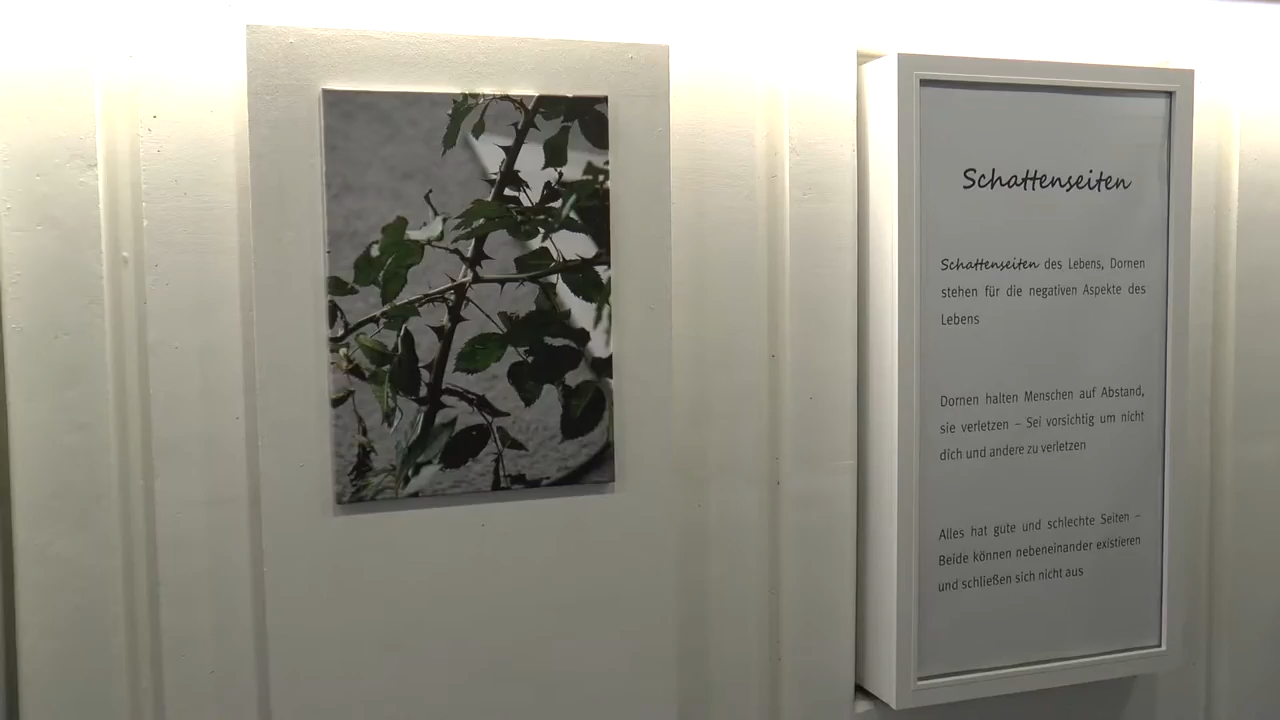 Schattenseiten
Schattenseiten des Lebens, Dornen
stehen für die negativen Aspekte des
Lebens
Dornen halten Menschen auf Abstand,
sie verletzen – Sei vorsichtig um nicht
dich und andere zu verletzen
Alles hat gute und schlechte Seiten –
Beide können nebeneinander existieren
und schließen sich nicht aus